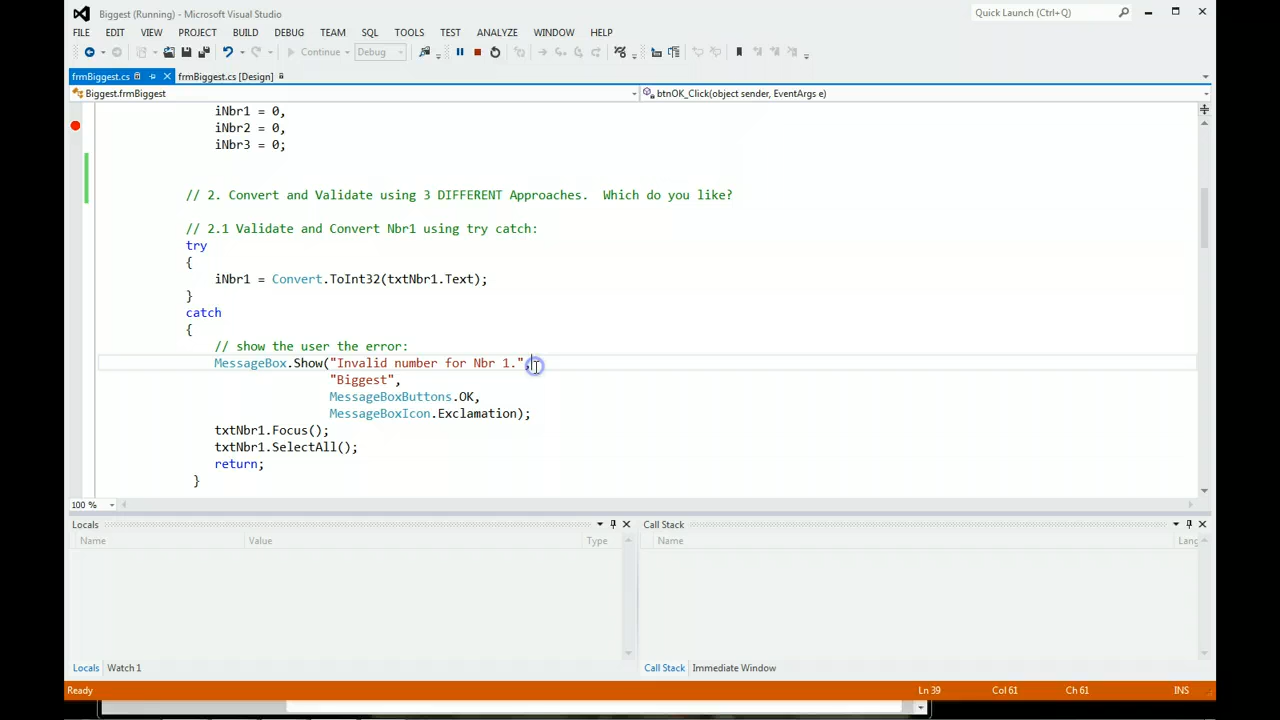 Biggest (Running) - Microsoft Visual Studio
Quick Launch (Ctrl+Q)
FILE EDIT VIEW PROJECT BUILD DEBUG TEAM SQL TOOLS TEST ANALYZE WINDOW HELP
Continue Debug
frmBiggest.cs frmBiggest.cs [Design]
Biggest.frmBiggest btnOK_Click(object sender, EventArgs e)
iNbr1 = 0,
iNbr2 = 0,
iNbr3 = 0;
// 2. Convert and Validate using 3 DIFFERENT Approaches. Which do you like?
// 2.1 Validate and Convert Nbr1 using try catch:
try
{
iNbr1 = Convert.ToInt32(txtNbr1.Text);
}
catch
{
// show the user the error:
MessageBox.Show("Invalid number for Nbr 1.",
"Biggest",
MessageBoxButtons.OK,
MessageBoxIcon.Exclamation);
txtNbr1.Focus();
txtNbr1.SelectAll();
return;
}
100 %
Locals Call Stack
Name Value Type Name Lang
Locals Watch 1 Call Stack Immediate Window
Ready Ln 39 Col 61 Ch 61 INS